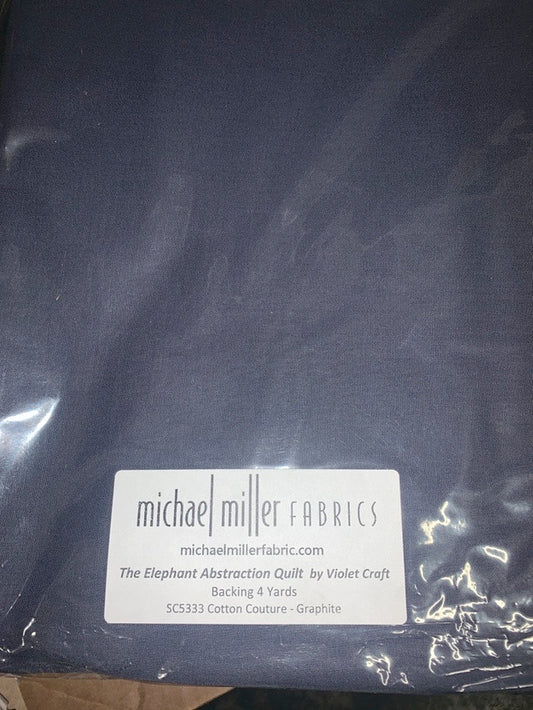 michael miller FABRICS
michaelmillerfabric.com
The Elephant Abstraction Quilt by Violet Craft
Backing 4 Yards
SC5333 Cotton Couture - Graphite